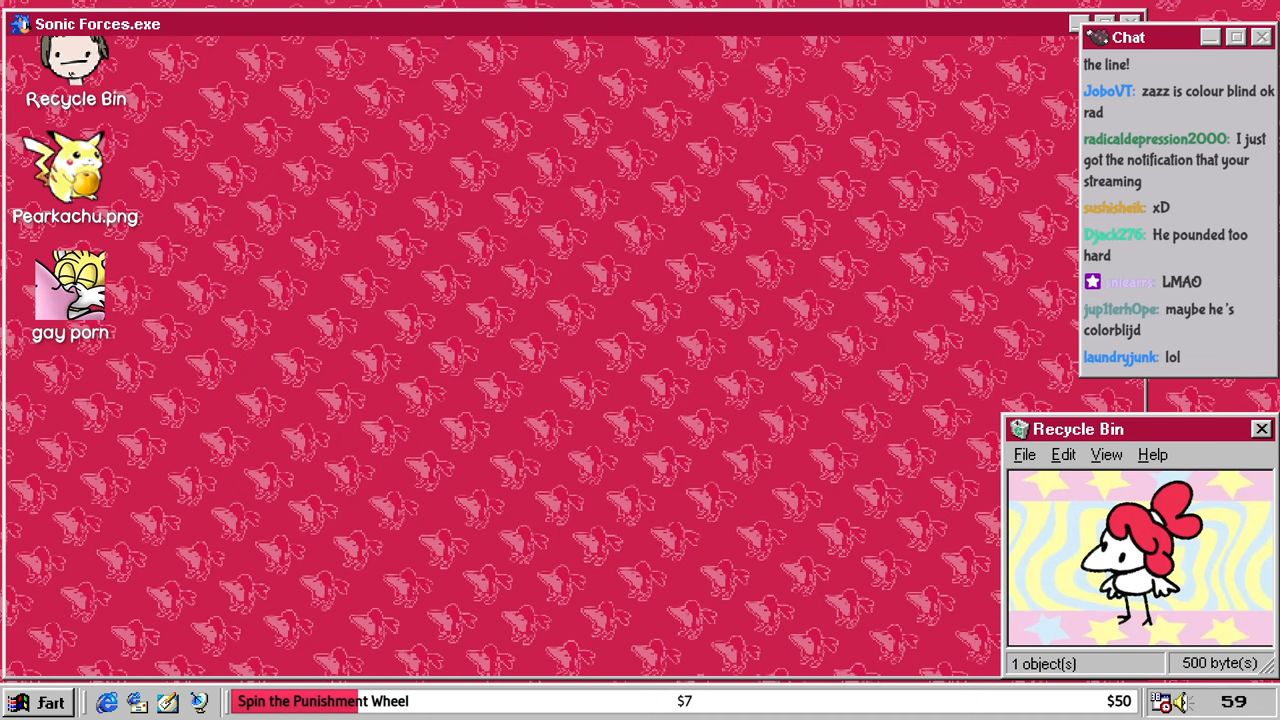 Sonic Forces.exe
Recycle Bin
Pearkachu.png
gay porn
Chat
the line!
JoboVT: zazz is colour blind ok
rad
radicaldepression2000: I just
got the notification that your
streaming
sushisheik: xD
Djack276: He pounded too
hard
LMAO
jup1terh0pe: maybe he's
colorblijd
laundryjunk: lol
Recycle Bin
File Edit View Help
1 object(s) 500 byte(s)
fart
Spin the Punishment Wheel $7 $50
59